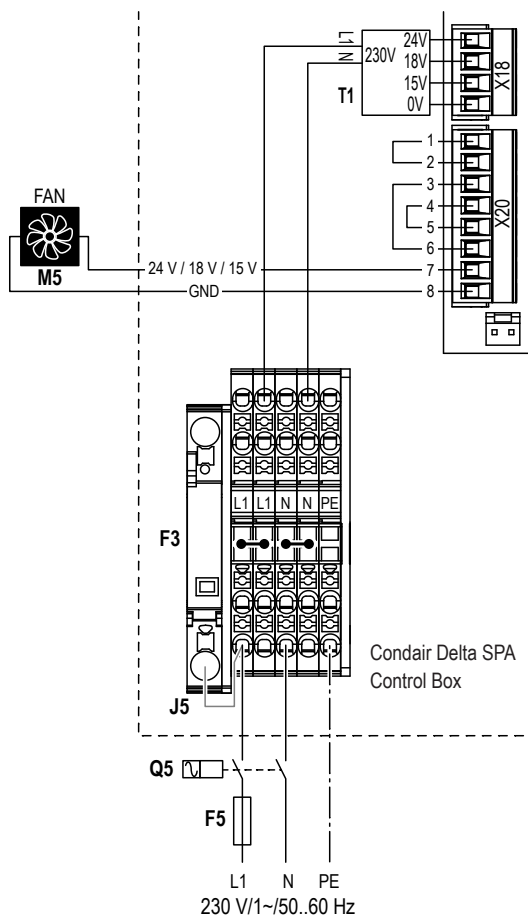 L1
N
230V
24V
18V
15V
0V
T1
X18
1
2
3
4
5
6
7
8
X20
FAN
M5
24 V / 18 V / 15 V
GND
L1 L1 N N PE
F3
J5
Condair Delta SPA
Control Box
Q5
F5
L1 N PE
230 V/1~/50..60 Hz